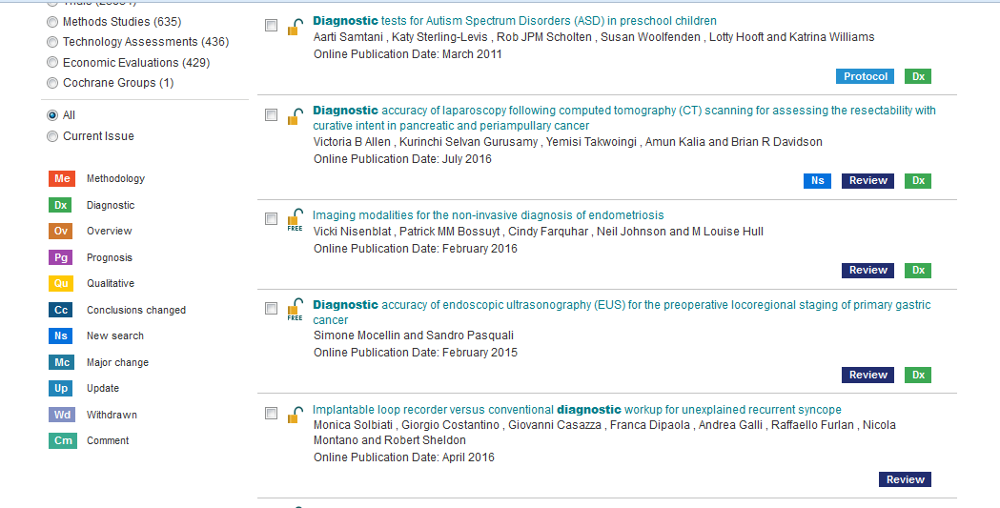 Methods Studies (635)
Technology Assessments (436)
Economic Evaluations (429)
Cochrane Groups (1)
All
Current Issue
Me Methodology
Dx Diagnostic
Ov Overview
Pg Prognosis
Qu Qualitative
Cc Conclusions changed
Ns New search
Mc Major change
Up Update
Wd Withdrawn
Cm Comment
Diagnostic tests for Autism Spectrum Disorders (ASD) in preschool children
Aarti Samtani , Katy Sterling-Levis , Rob JPM Scholten , Susan Woolfenden , Lotty Hooft and Katrina Williams
Online Publication Date: March 2011
Protocol Dx
Diagnostic accuracy of laparoscopy following computed tomography (CT) scanning for assessing the resectability with
curative intent in pancreatic and periampullary cancer
Victoria B Allen , Kurinchi Selvan Gurusamy , Yemisi Takwoingi , Amun Kalia and Brian R Davidson
Online Publication Date: July 2016
Ns Review Dx
Imaging modalities for the non-invasive diagnosis of endometriosis
FREE
Vicki Nisenblat , Patrick MM Bossuyt , Cindy Farquhar , Neil Johnson and M Louise Hull
Online Publication Date: February 2016
Review Dx
Diagnostic accuracy of endoscopic ultrasonography (EUS) for the preoperative locoregional staging of primary gastric
FREE
cancer
Simone Mocellin and Sandro Pasquali
Online Publication Date: February 2015
Review Dx
Implantable loop recorder versus conventional diagnostic workup for unexplained recurrent syncope
Monica Solbiati , Giorgio Costantino , Giovanni Casazza , Franca Dipaola , Andrea Galli , Raffaello Furlan , Nicola
Montano and Robert Sheldon
Online Publication Date: April 2016
Review